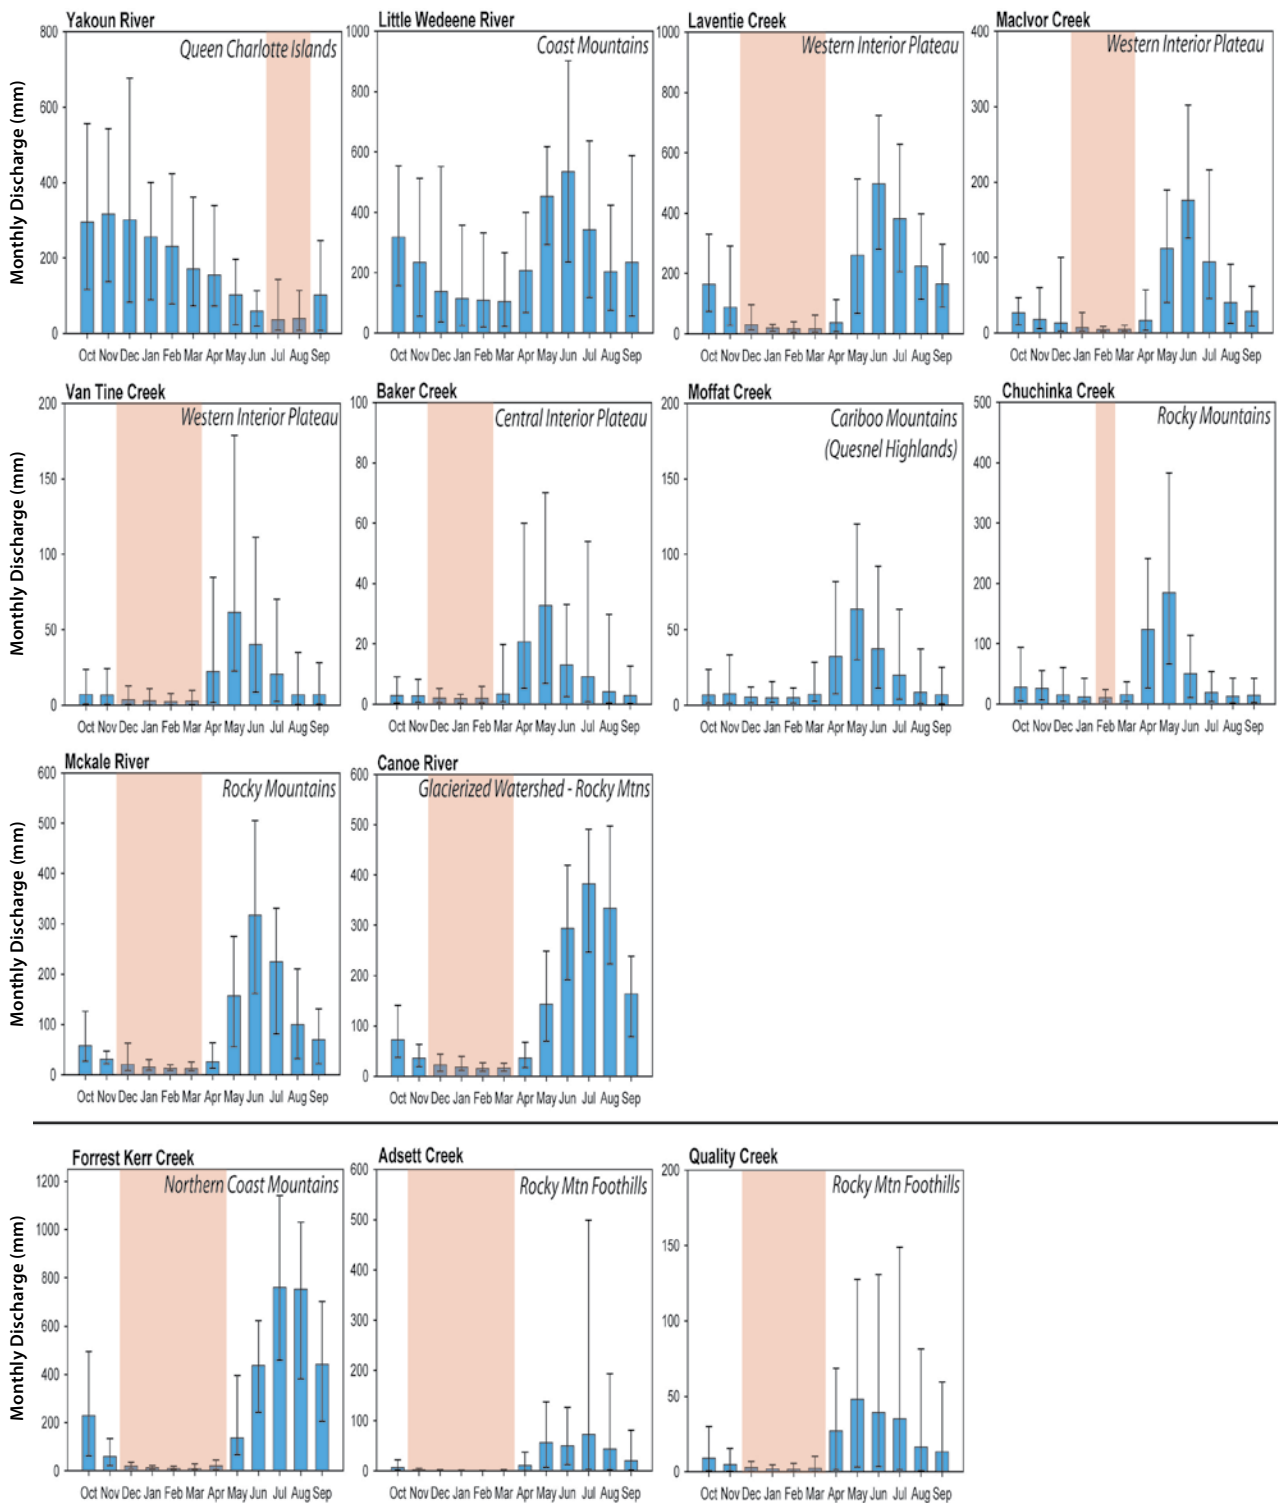 Yakoun River
Little Wedeene River
Laventie Creek
MacIvor Creek
Monthly Discharge (mm)
800
600
400
200
0
Queen Charlotte Islands
Oct Nov Dec Jan Feb Mar Apr May Jun Jul Aug Sep
1000
800
600
400
200
0
Coast Mountains
Oct Nov Dec Jan Feb Mar Apr May Jun Jul Aug Sep
1000
800
600
400
200
0
Western Interior Plateau
Oct Nov Dec Jan Feb Mar Apr May Jun Jul Aug Sep
400
300
200
100
0
Western Interior Plateau
Oct Nov Dec Jan Feb Mar Apr May Jun Jul Aug Sep
Van Tine Creek
Baker Creek
Moffat Creek
Chuchinka Creek
Monthly Discharge (mm)
200
150
100
50
0
Western Interior Plateau
Oct Nov Dec Jan Feb Mar Apr May Jun Jul Aug Sep
100
80
60
40
20
0
Central Interior Plateau
Oct Nov Dec Jan Feb Mar Apr May Jun Jul Aug Sep
200
150
100
50
0
Cariboo Mountains
(Quesnel Highlands)
Oct Nov Dec Jan Feb Mar Apr May Jun Jul Aug Sep
500
400
300
200
100
0
Rocky Mountains
Oct Nov Dec Jan Feb Mar Apr May Jun Jul Aug Sep
Mckale River
Canoe River
Monthly Discharge (mm)
600
500
400
300
200
100
0
Rocky Mountains
Oct Nov Dec Jan Feb Mar Apr May Jun Jul Aug Sep
600
500
400
300
200
100
0
Glacierized Watershed - Rocky Mtns
Oct Nov Dec Jan Feb Mar Apr May Jun Jul Aug Sep
Forrest Kerr Creek
Adsett Creek
Quality Creek
Monthly Discharge (mm)
1200
1000
800
600
400
200
0
Northern Coast Mountains
Oct Nov Dec Jan Feb Mar Apr May Jun Jul Aug Sep
600
500
400
300
200
100
0
Rocky Mtn Foothills
Oct Nov Dec Jan Feb Mar Apr May Jun Jul Aug Sep
200
150
100
50
0
Rocky Mtn Foothills
Oct Nov Dec Jan Feb Mar Apr May Jun Jul Aug Sep